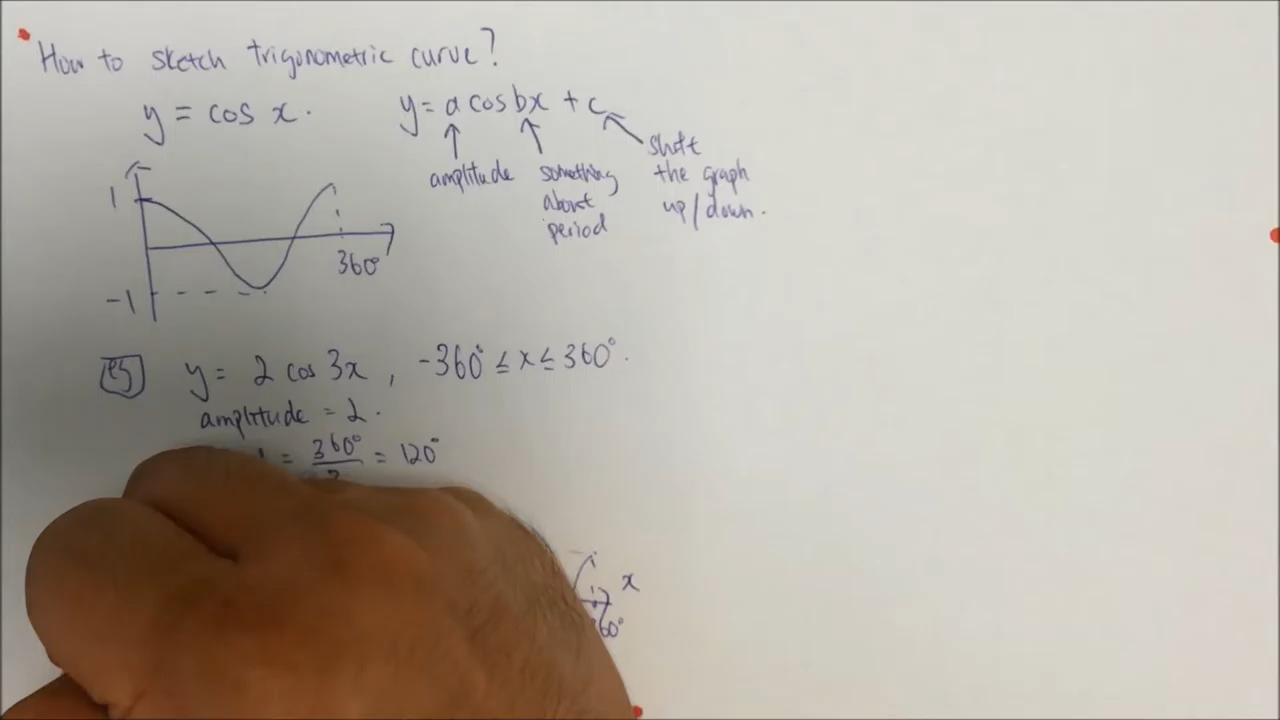 How to sketch trigonometric curve?
y = cos x.
y = a cos bx + c
amplitude
something
about
period
shift
the graph
up/down.
1
360°
-1
eg
y = 2 cos 3x , -360° ≤ x ≤ 360°.
amplitude = 2.
= 360° = 120°
x